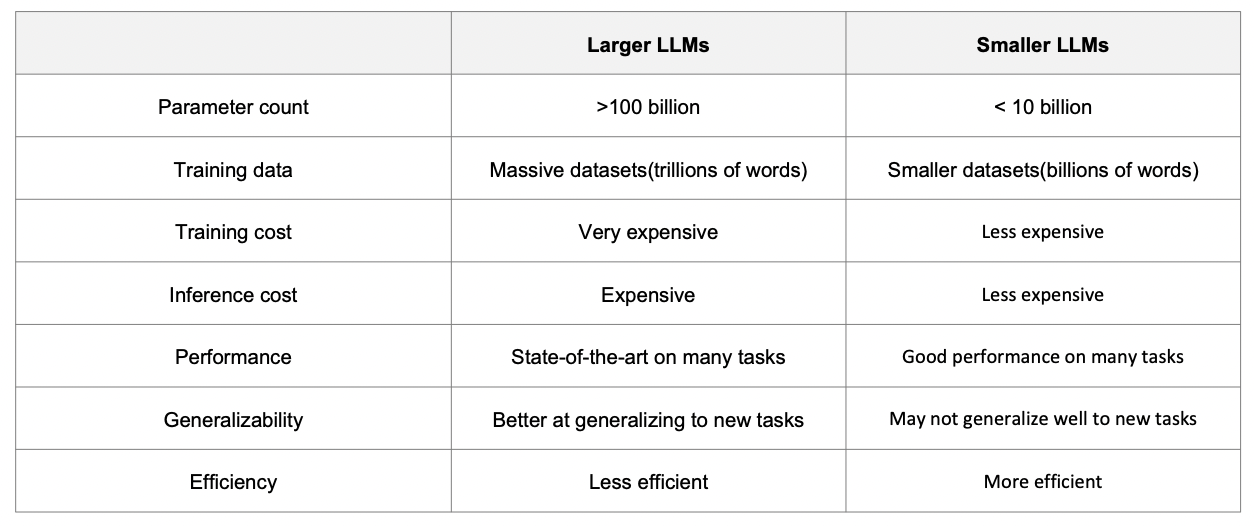 Larger LLMs Smaller LLMs
Parameter count >100 billion < 10 billion
Training data Massive datasets(trillions of words) Smaller datasets(billions of words)
Training cost Very expensive Less expensive
Inference cost Expensive Less expensive
Performance State-of-the-art on many tasks Good performance on many tasks
Generalizability Better at generalizing to new tasks May not generalize well to new tasks
Efficiency Less efficient More efficient